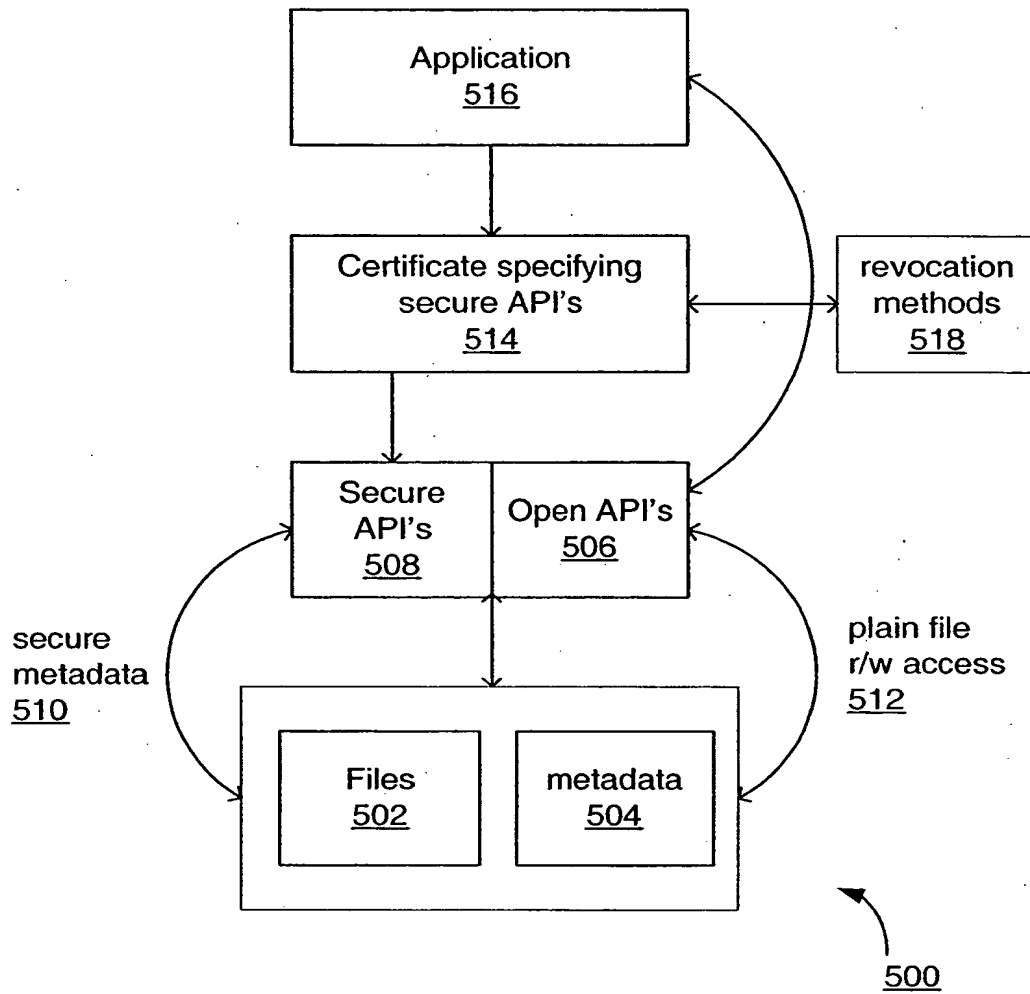 Application
516
Certificate specifying
secure API's
514
revocation
methods
518
Secure
API's
508
Open API's
506
secure
metadata
510
plain file
r/w access
512
Files
502
metadata
504
500